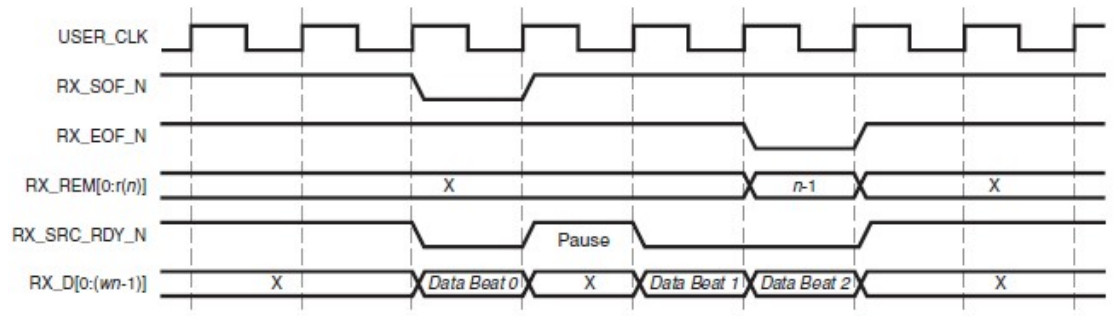 USER_CLK
RX_SOF_N
RX_EOF_N
RX_REM[0:r(n)] X n-1 X
RX_SRC_RDY_N Pause
RX_D[0:(wn-1)] X Data Beat 0 X Data Beat 1 Data Beat 2 X